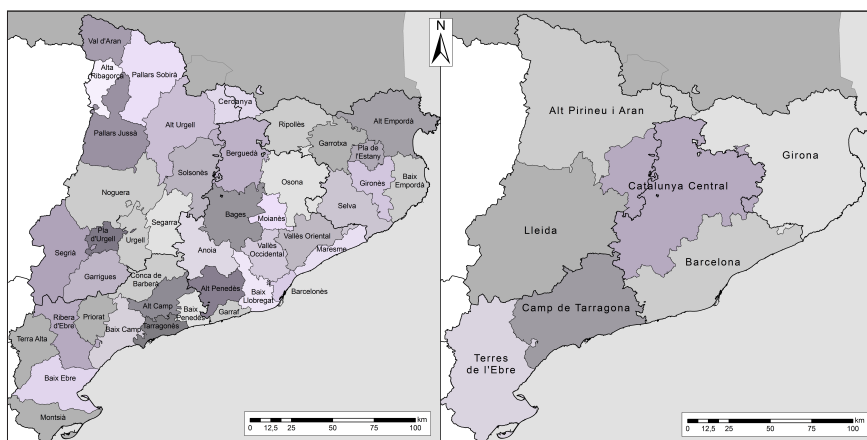 N
Val d'Aran
Alta
Ribagorça
Pallars Sobirà
Cerdanya
Pallars Jussà
Alt Urgell
Ripollès
Alt Empordà
Garrotxa
Berguedà
Pla de
l'Estany
Solsonès
Baix
Empordà
Noguera
Osona
Gironès
Bages
Moianès
Selva
Segarra
Pla
d'Urgell
Urgell
Vallès Oriental
Segrià
Anoia
Vallès
Occidental
Maresme
Garrigues
Conca de
Barberà
Alt Penedès
Baix
Llobregat
Barcelonès
Alt Camp
Ribera
d'Ebre
Priorat
Baix
Penedès
Garraf
Baix Camp
Tarragonès
Terra Alta
Baix Ebre
Montsià
km
0 12,5 25 50 75 100
Alt Pirineu i Aran
Girona
Catalunya Central
Lleida
Barcelona
Camp de Tarragona
Terres
de l'Ebre
km
0 12,5 25 50 75 100